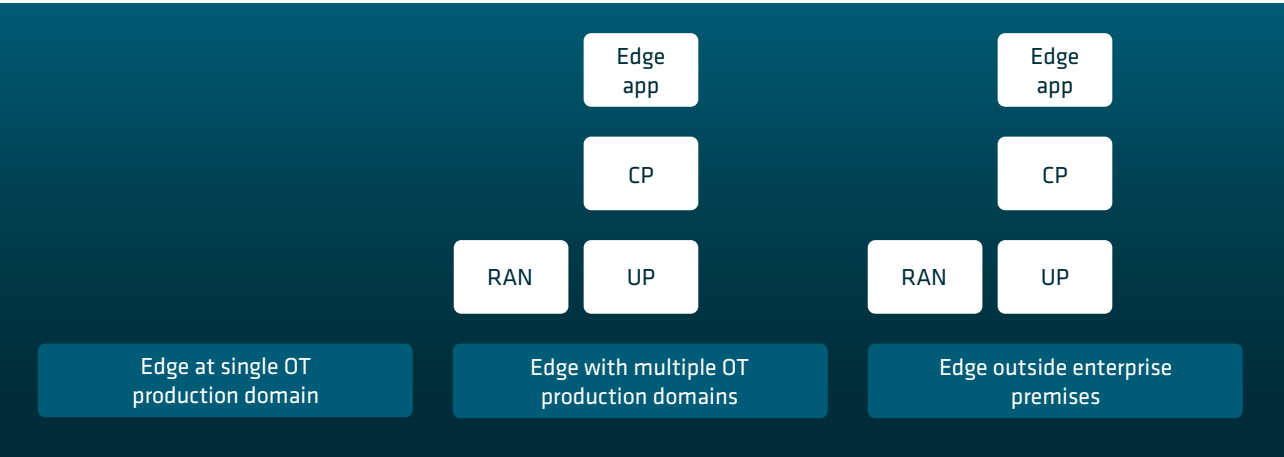 Edge
app
Edge
app
CP
CP
RAN
UP
RAN
UP
Edge at single OT
production domain
Edge with multiple OT
production domains
Edge outside enterprise
premises